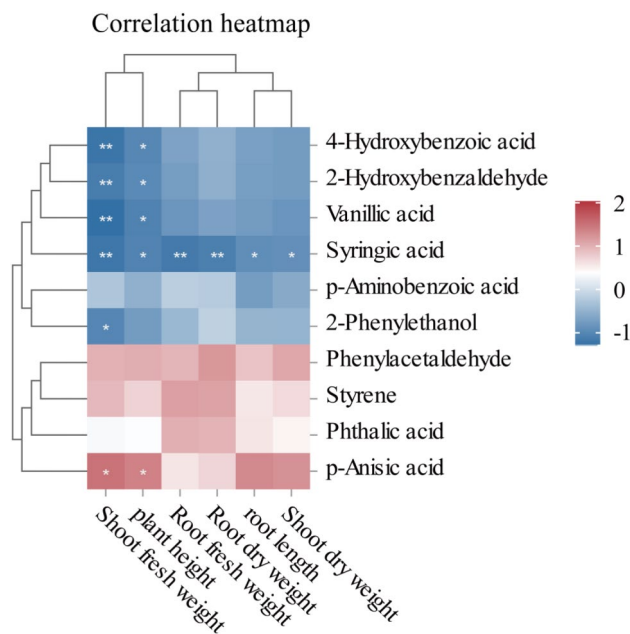 Correlation heatmap
** * 4-Hydroxybenzoic acid
** * 2-Hydroxybenzaldehyde
** * Vanillic acid
** * ** ** * * Syringic acid
p-Aminobenzoic acid
* 2-Phenylethanol
Phenylacetaldehyde
Styrene
Phthalic acid
* * p-Anisic acid
Shoot fresh weight
plant height
Root fresh weight
Root dry weight
root length
Shoot dry weight
2
1
0
-1